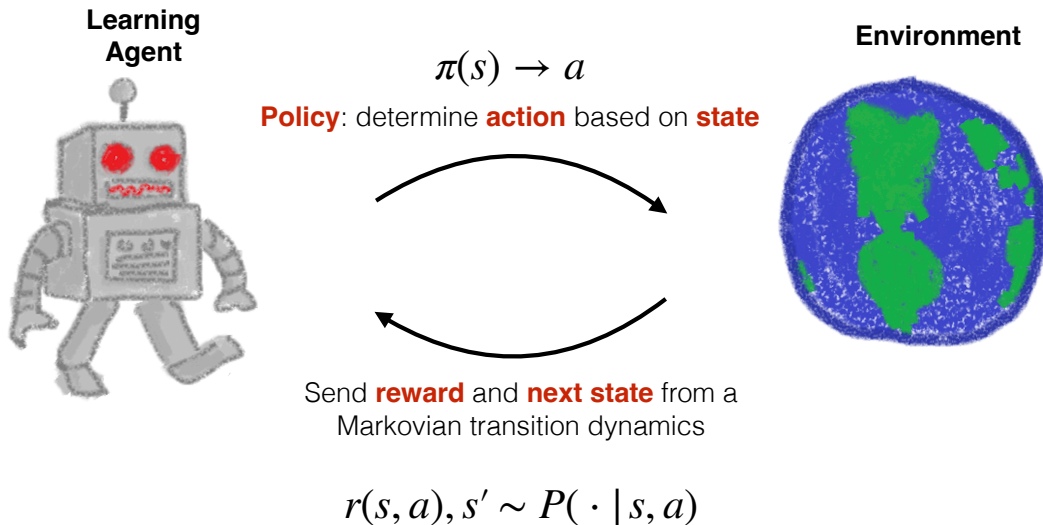 Learning
Agent
Environment
π(s) → a
Policy: determine action based on state
Send reward and next state from a
Markovian transition dynamics
r(s, a), s′ ∼ P( · | s, a)